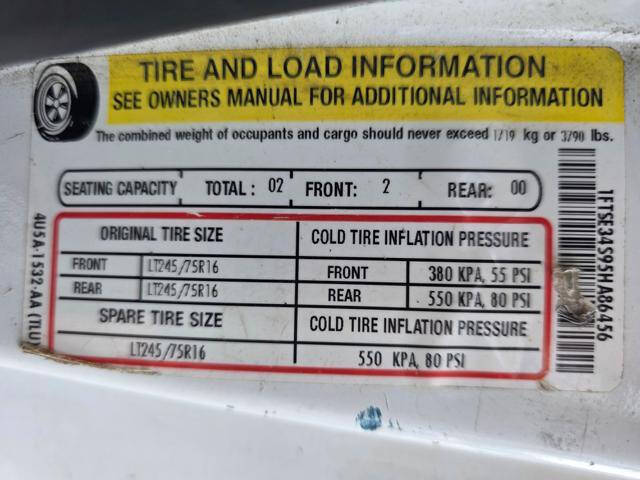 TIRE AND LOAD INFORMATION
SEE OWNERS MANUAL FOR ADDITIONAL INFORMATION
The combined weight of occupants and cargo should never exceed 1719 kg or 3790 lbs.
SEATING CAPACITY TOTAL: 02 FRONT: 2 REAR: 00
ORIGINAL TIRE SIZE COLD TIRE INFLATION PRESSURE
FRONT LT245/75R16 FRONT 380 KPA, 55 PSI
REAR LT245/75R16 REAR 550 KPA, 80 PSI
SPARE TIRE SIZE COLD TIRE INFLATION PRESSURE
LT245/75R16 550 KPA, 80 PSI
4U5A-1532-AA (TLU)
1FTSE34S95HA86456